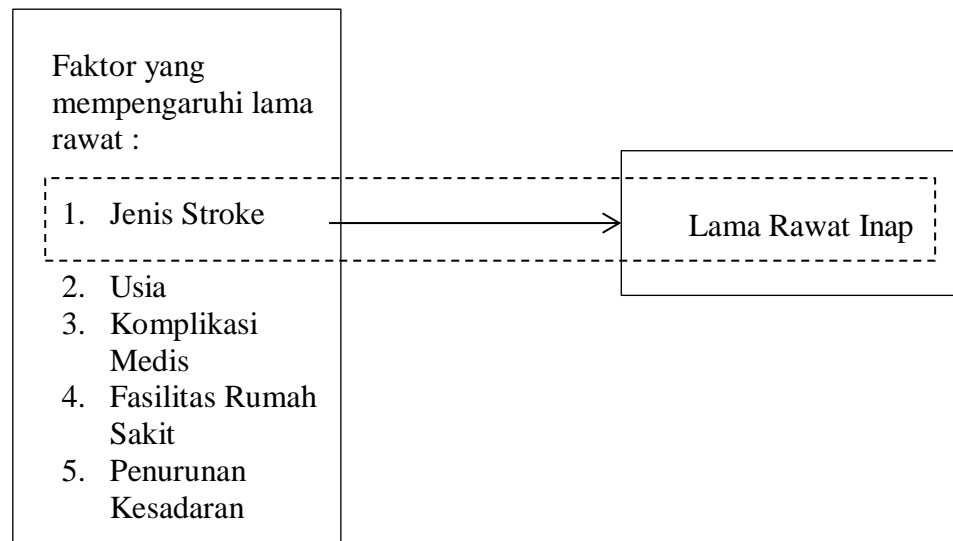 Faktor yang
mempengaruhi lama
rawat :
1. Jenis Stroke
2. Usia
3. Komplikasi
Medis
4. Fasilitas Rumah
Sakit
5. Penurunan
Kesadaran
Lama Rawat Inap